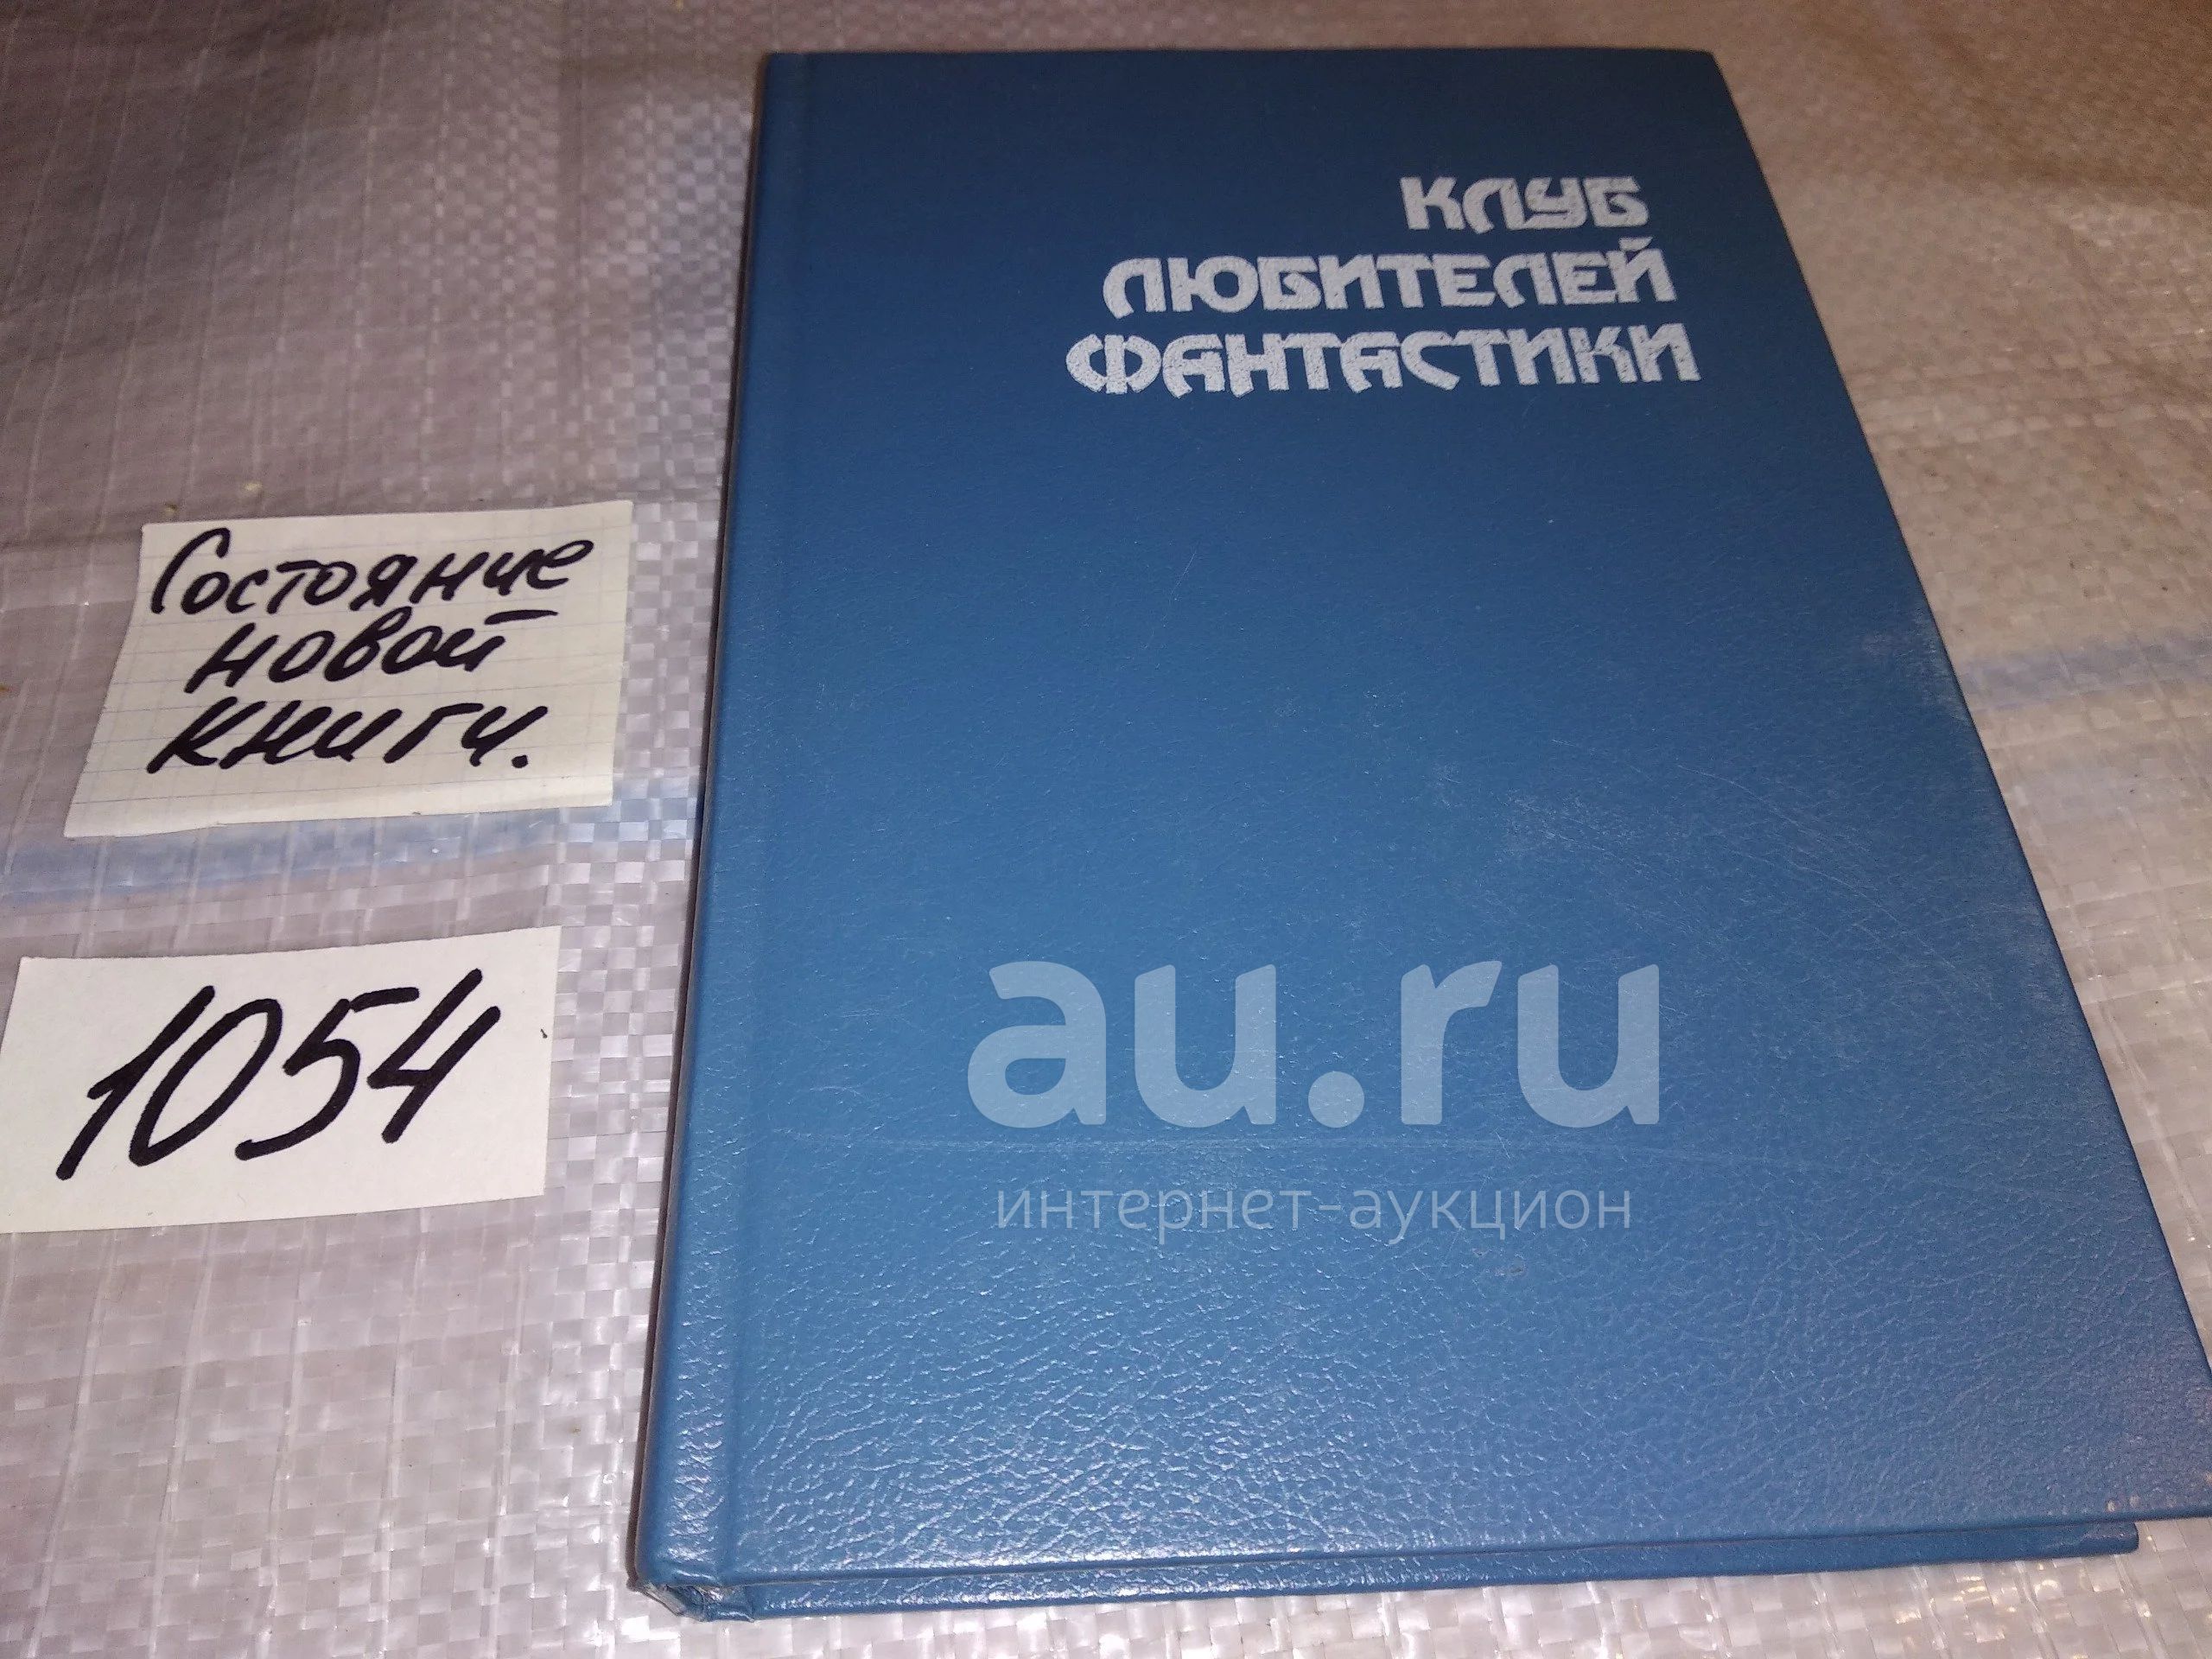 КЛУБ
ЛЮБИТЕЛЕЙ
ФАНТАСТИКИ
Состояние
новой
книги.
1054
au.ru
интернет-аукцион